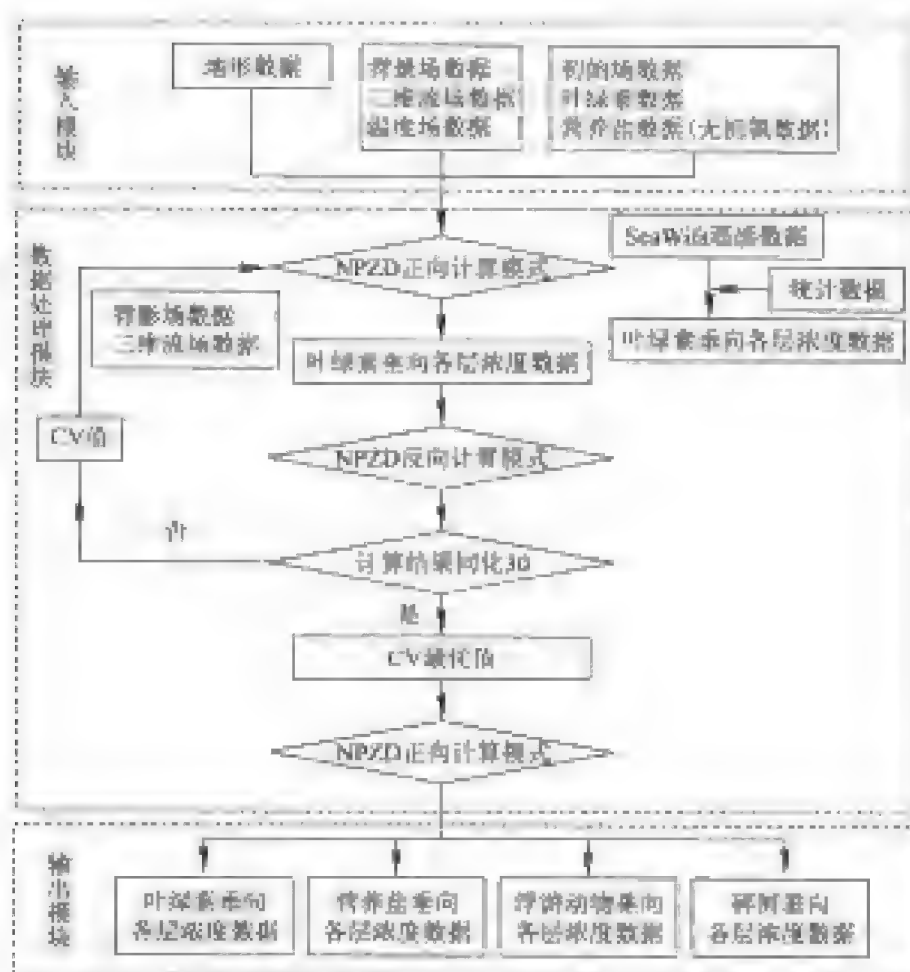 输入模块
地形数据
背景场数据
三维流场数据
温度场数据
初始场数据
叶绿素数据
营养盐数据(无机氮数据)
数据处理模块
NPZD正向计算模式
SeaWifs遥感数据
统计数据
叶绿素垂向各层浓度数据
背景场数据
三维流场数据
叶绿素垂向各层浓度数据
CV值
NPZD反向计算模式
否
计算结果同化30
是
CV最优值
NPZD正向计算模式
输出模块
叶绿素垂向
各层浓度数据
营养盐垂向
各层浓度数据
浮游动物垂向
各层浓度数据
碎屑垂向
各层浓度数据